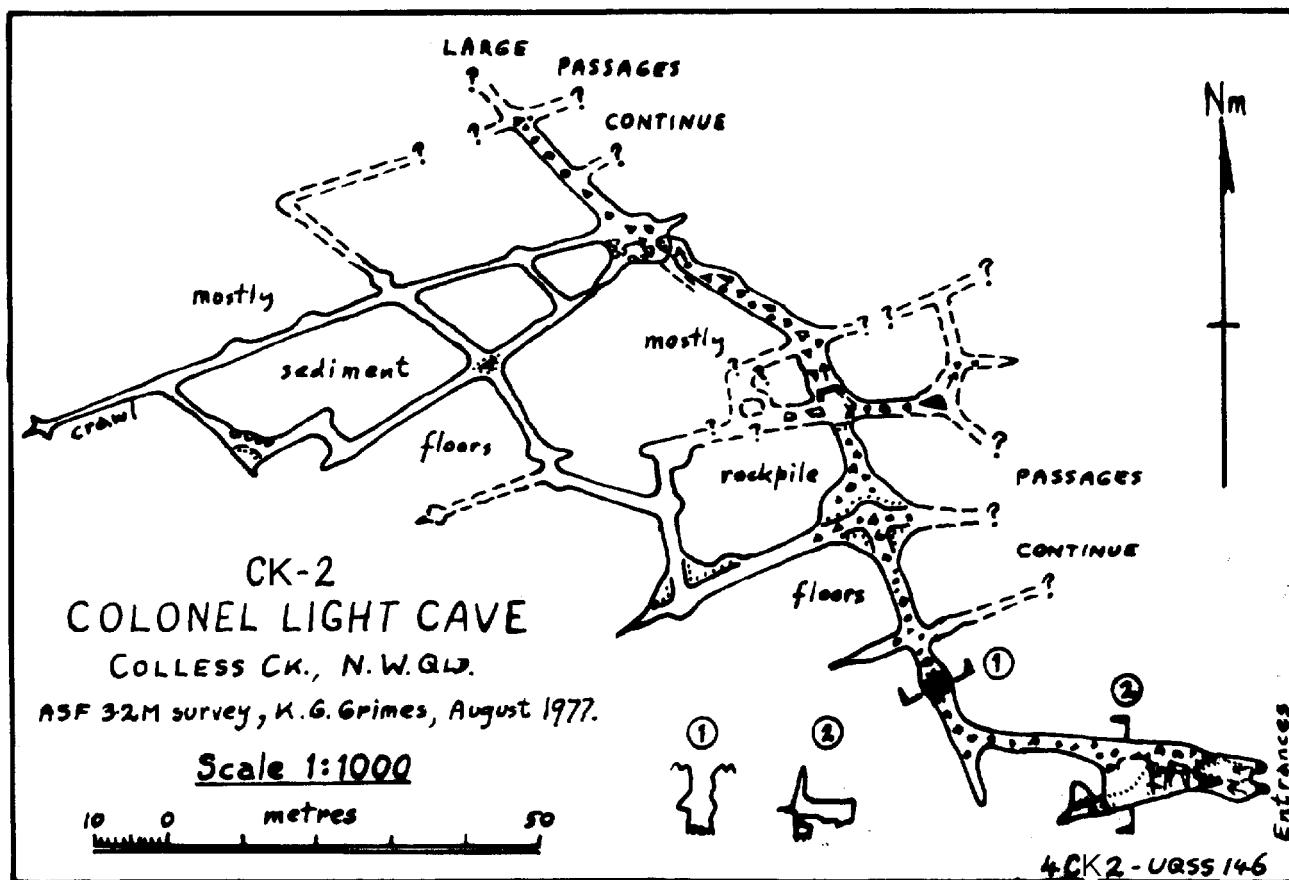 LARGE
PASSAGES
CONTINUE
Nm
? ? ? ? ? ?
mostly
sediment
floors
crawl
mostly
rockpile
floors
? ? ? ? ? ? ? ? ?
PASSAGES
CONTINUE
CK-2
COLONEL LIGHT CAVE
COLLESS CK., N.W. QLD.
ASF 32M survey, K.G. Grimes, August 1977.
Scale 1:1000
metres
10 0 50
1
2
1
2
Entrances
4CK2-UQSS 146